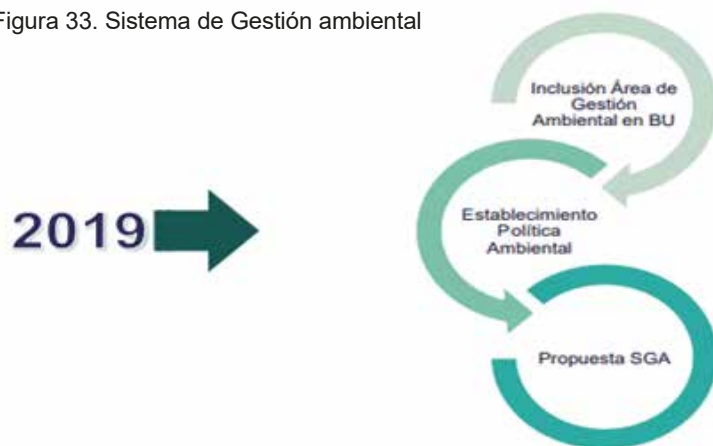 Figura 33. Sistema de Gestión ambiental
Inclusión Área de
Gestión
Ambiental en BU
2019
Establecimiento
Política
Ambiental
Propuesta SGA